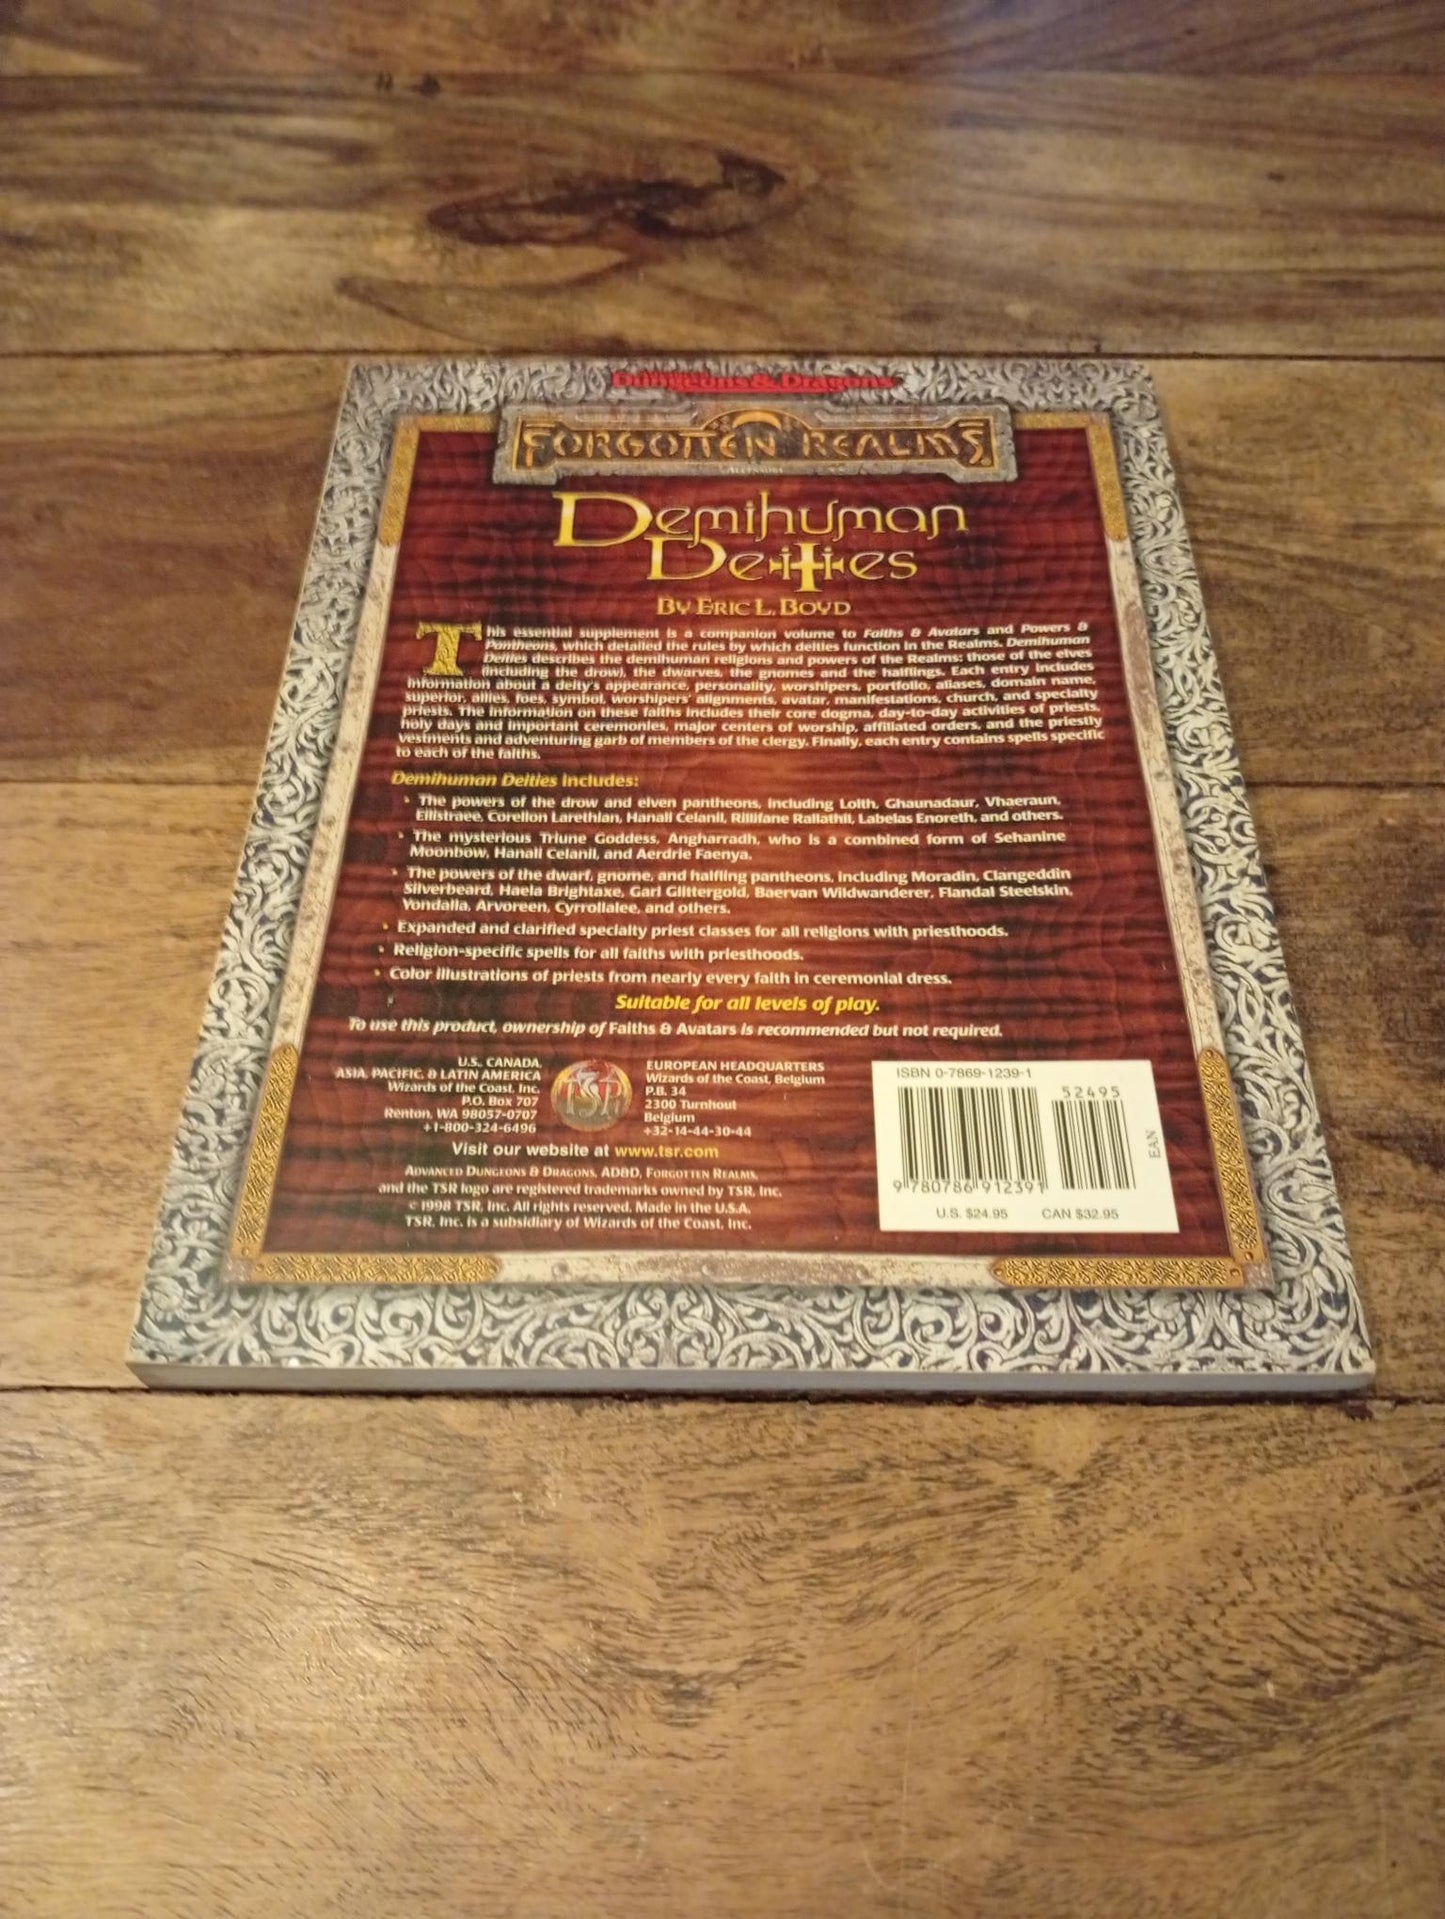 Dungeons & Dragons
FORGOTTEN REALMS
ACCESSORY
Demihuman
Deities
By Eric L. Boyd
This essential supplement is a companion volume to Faiths & Avatars and Powers &
Pantheons, which detailed the rules by which deities function in the Realms. Demihuman
Deities describes the demihuman religions and powers of the Realms: those of the elves
(including the drow), the dwarves, the gnomes and the halflings. Each entry includes
information about a deity's appearance, personality, worshipers, portfolio, aliases, domain name,
superior, allies, foes, symbol, worshipers' alignments, avatar, manifestations, church, and specialty
priests. The information on these faiths includes their core dogma, day-to-day activities of priests,
holy days and important ceremonies, major centers of worship, affiliated orders, and the priestly
vestments and adventuring garb of members of the clergy. Finally, each entry contains spells specific
to each of the faiths.
Demihuman Deities includes:
• The powers of the drow and elven pantheons, including Lolth, Ghaunadaur, Vhaeraun,
Eilistraee, Corellon Larethian, Hanali Celanil, Rillifane Rallathil, Labelas Enoreth, and others.
• The mysterious Triune Goddess, Angharradh, who is a combined form of Sehanine
Moonbow, Hanali Celanil, and Aerdrie Faenya.
• The powers of the dwarf, gnome, and halfling pantheons, including Moradin, Clangeddin
Silverbeard, Haela Brightaxe, Garl Glittergold, Baervan Wildwanderer, Flandal Steelskin,
Yondalla, Arvoreen, Cyrrollalee, and others.
• Expanded and clarified specialty priest classes for all religions with priesthoods.
• Religion-specific spells for all faiths with priesthoods.
• Color illustrations of priests from nearly every faith in ceremonial dress.
Suitable for all levels of play.
To use this product, ownership of Faiths & Avatars is recommended but not required.
U.S., CANADA,
ASIA, PACIFIC, & LATIN AMERICA
Wizards of the Coast, Inc.
P.O. Box 707
Renton, WA 98057-0707
+1-800-324-6496
TSR
EUROPEAN HEADQUARTERS
Wizards of the Coast, Belgium
P.B. 34
2300 Turnhout
Belgium
+32-14-44-30-44
Visit our website at www.tsr.com
Advanced Dungeons & Dragons, AD&D, Forgotten Realms,
and the TSR logo are registered trademarks owned by TSR, Inc.
© 1998 TSR, Inc. All rights reserved. Made in the U.S.A.
TSR, Inc. is a subsidiary of Wizards of the Coast, Inc.
ISBN 0-7869-1239-1
52495
EAN
9 780786 912391
U.S. $24.95 CAN $32.95